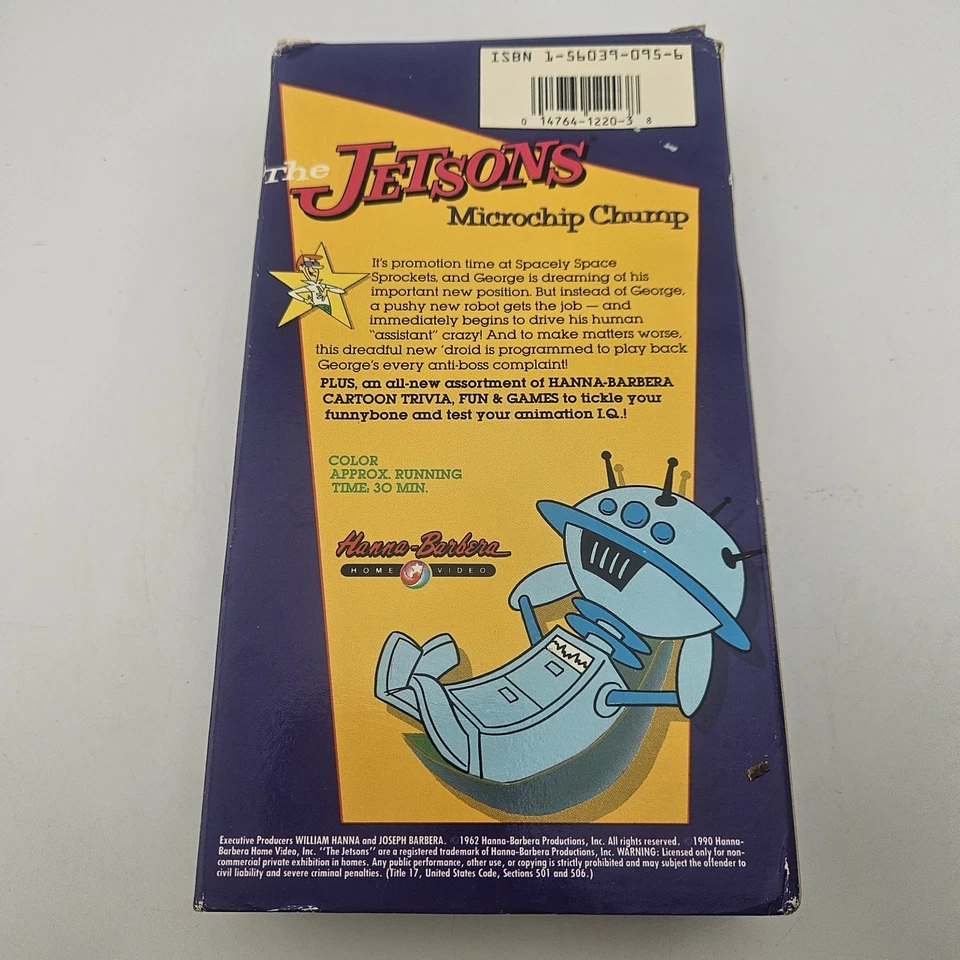 ISBN 1-56039-095-6
0 14764-1220-3 8
The JETSONS
Microchip Chump
It's promotion time at Spacely Space
Sprockets, and George is dreaming of his
important new position. But instead of George,
a pushy new robot gets the job — and
immediately begins to drive his human
"assistant" crazy! And to make matters worse,
this dreadful new 'droid is programmed to play back
George's every anti-boss complaint!
PLUS, an all-new assortment of HANNA-BARBERA
CARTOON TRIVIA, FUN & GAMES to tickle your
funnybone and test your animation I.Q.!
COLOR
APPROX. RUNNING
TIME: 30 MIN.
Hanna-Barbera
HOME VIDEO
Executive Producers WILLIAM HANNA and JOSEPH BARBERA. ©1962 Hanna-Barbera Productions, Inc. All rights reserved. ©1990 Hanna-
Barbera Home Video, Inc. "The Jetsons" are a registered trademark of Hanna-Barbera Productions, Inc. WARNING: Licensed only for non-
commercial private exhibition in homes. Any public performance, other use, or copying is strictly prohibited and may subject the offender to
civil liability and severe criminal penalties. (Title 17, United States Code, Sections 501 and 506.)